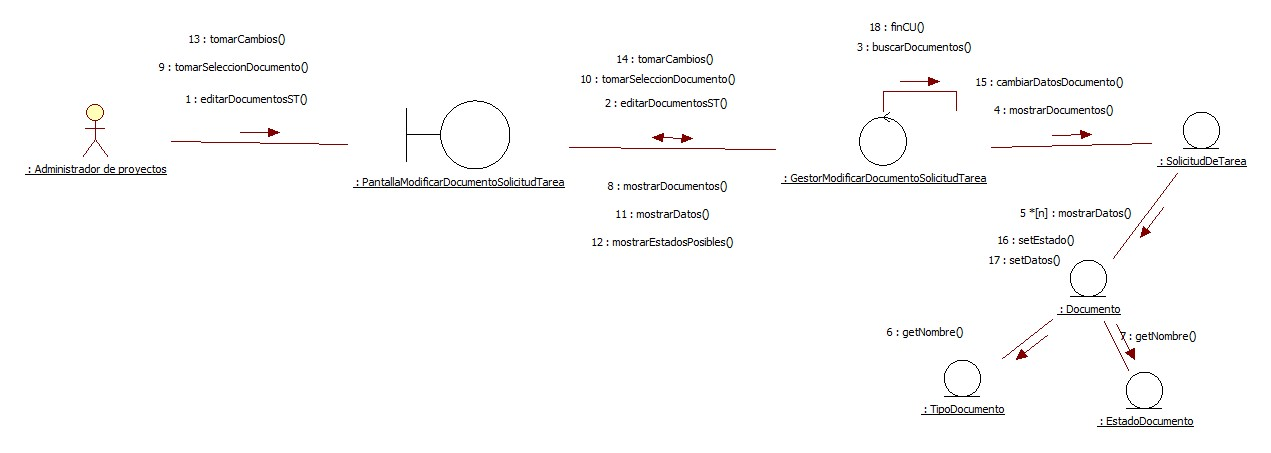 13 : tomarCambios()
9 : tomarSeleccionDocumento()
1 : editarDocumentosST()
: Administrador de proyectos
14 : tomarCambios()
10 : tomarSeleccionDocumento()
2 : editarDocumentosST()
: PantallaModificarDocumentoSolicitudTarea
8 : mostrarDocumentos()
11 : mostrarDatos()
12 : mostrarEstadosPosibles()
18 : finCU()
3 : buscarDocumentos()
: GestorModificarDocumentoSolicitudTarea
15 : cambiarDatosDocumento()
4 : mostrarDocumentos()
: SolicitudDeTarea
5 *[n] : mostrarDatos()
16 : setEstado()
17 : setDatos()
: Documento
6 : getNombre()
7 : getNombre()
: TipoDocumento
: EstadoDocumento